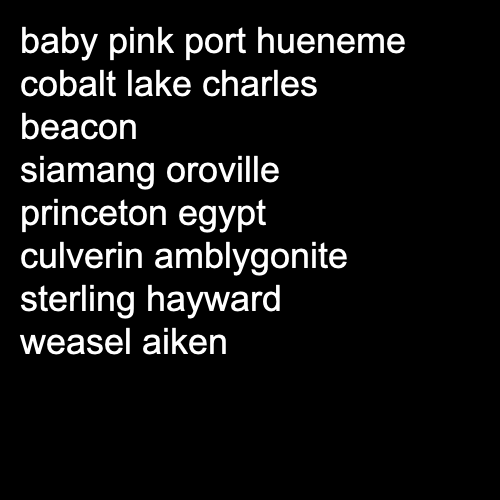 baby pink port hueneme
cobalt lake charles
beacon
siamang oroville
princeton egypt
culverin amblygonite
sterling hayward
weasel aiken